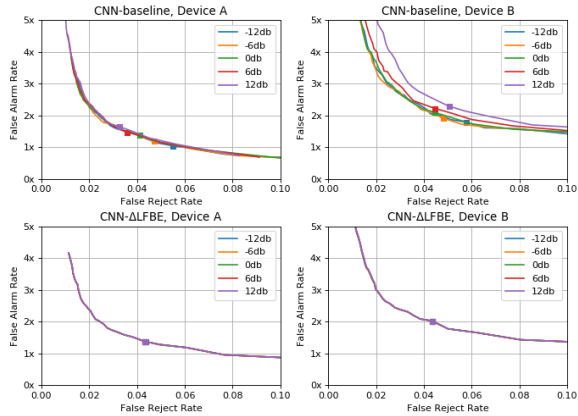 CNN-baseline, Device A
5x
4x
3x
2x
1x
0x
False Alarm Rate
-12db
-6db
0db
6db
12db
0.00 0.02 0.04 0.06 0.08 0.10
False Reject Rate
CNN-baseline, Device B
5x
4x
3x
2x
1x
0x
False Alarm Rate
-12db
-6db
0db
6db
12db
0.00 0.02 0.04 0.06 0.08 0.10
False Reject Rate
CNN-ΔLFBE, Device A
5x
4x
3x
2x
1x
0x
False Alarm Rate
-12db
-6db
0db
6db
12db
0.00 0.02 0.04 0.06 0.08 0.10
False Reject Rate
CNN-ΔLFBE, Device B
5x
4x
3x
2x
1x
0x
False Alarm Rate
-12db
-6db
0db
6db
12db
0.00 0.02 0.04 0.06 0.08 0.10
False Reject Rate